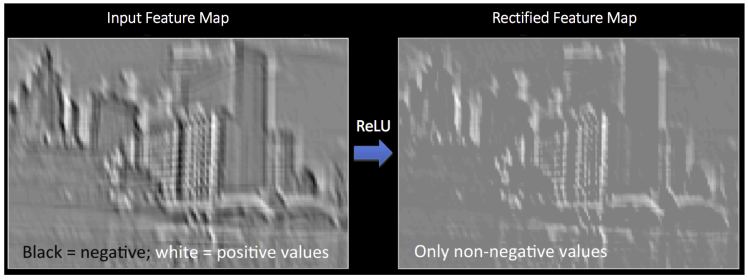 Input Feature Map
Rectified Feature Map
ReLU
Black = negative; white = positive values
Only non-negative values